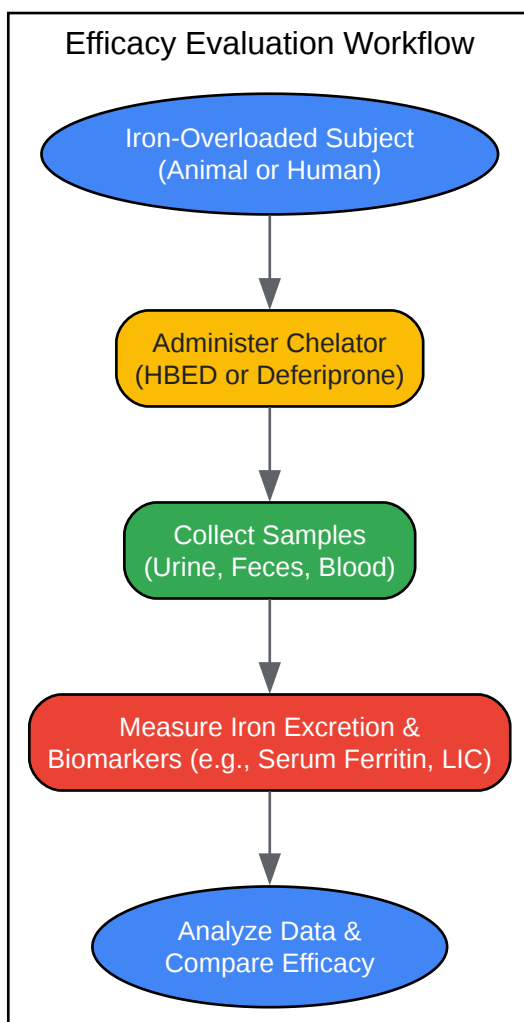 Efficacy Evaluation Workflow
Iron-Overloaded Subject
(Animal or Human)
Administer Chelator
(HBED or Deferiprone)
Collect Samples
(Urine, Feces, Blood)
Measure Iron Excretion &
Biomarkers (e.g., Serum Ferritin, LIC)
Analyze Data &
Compare Efficacy